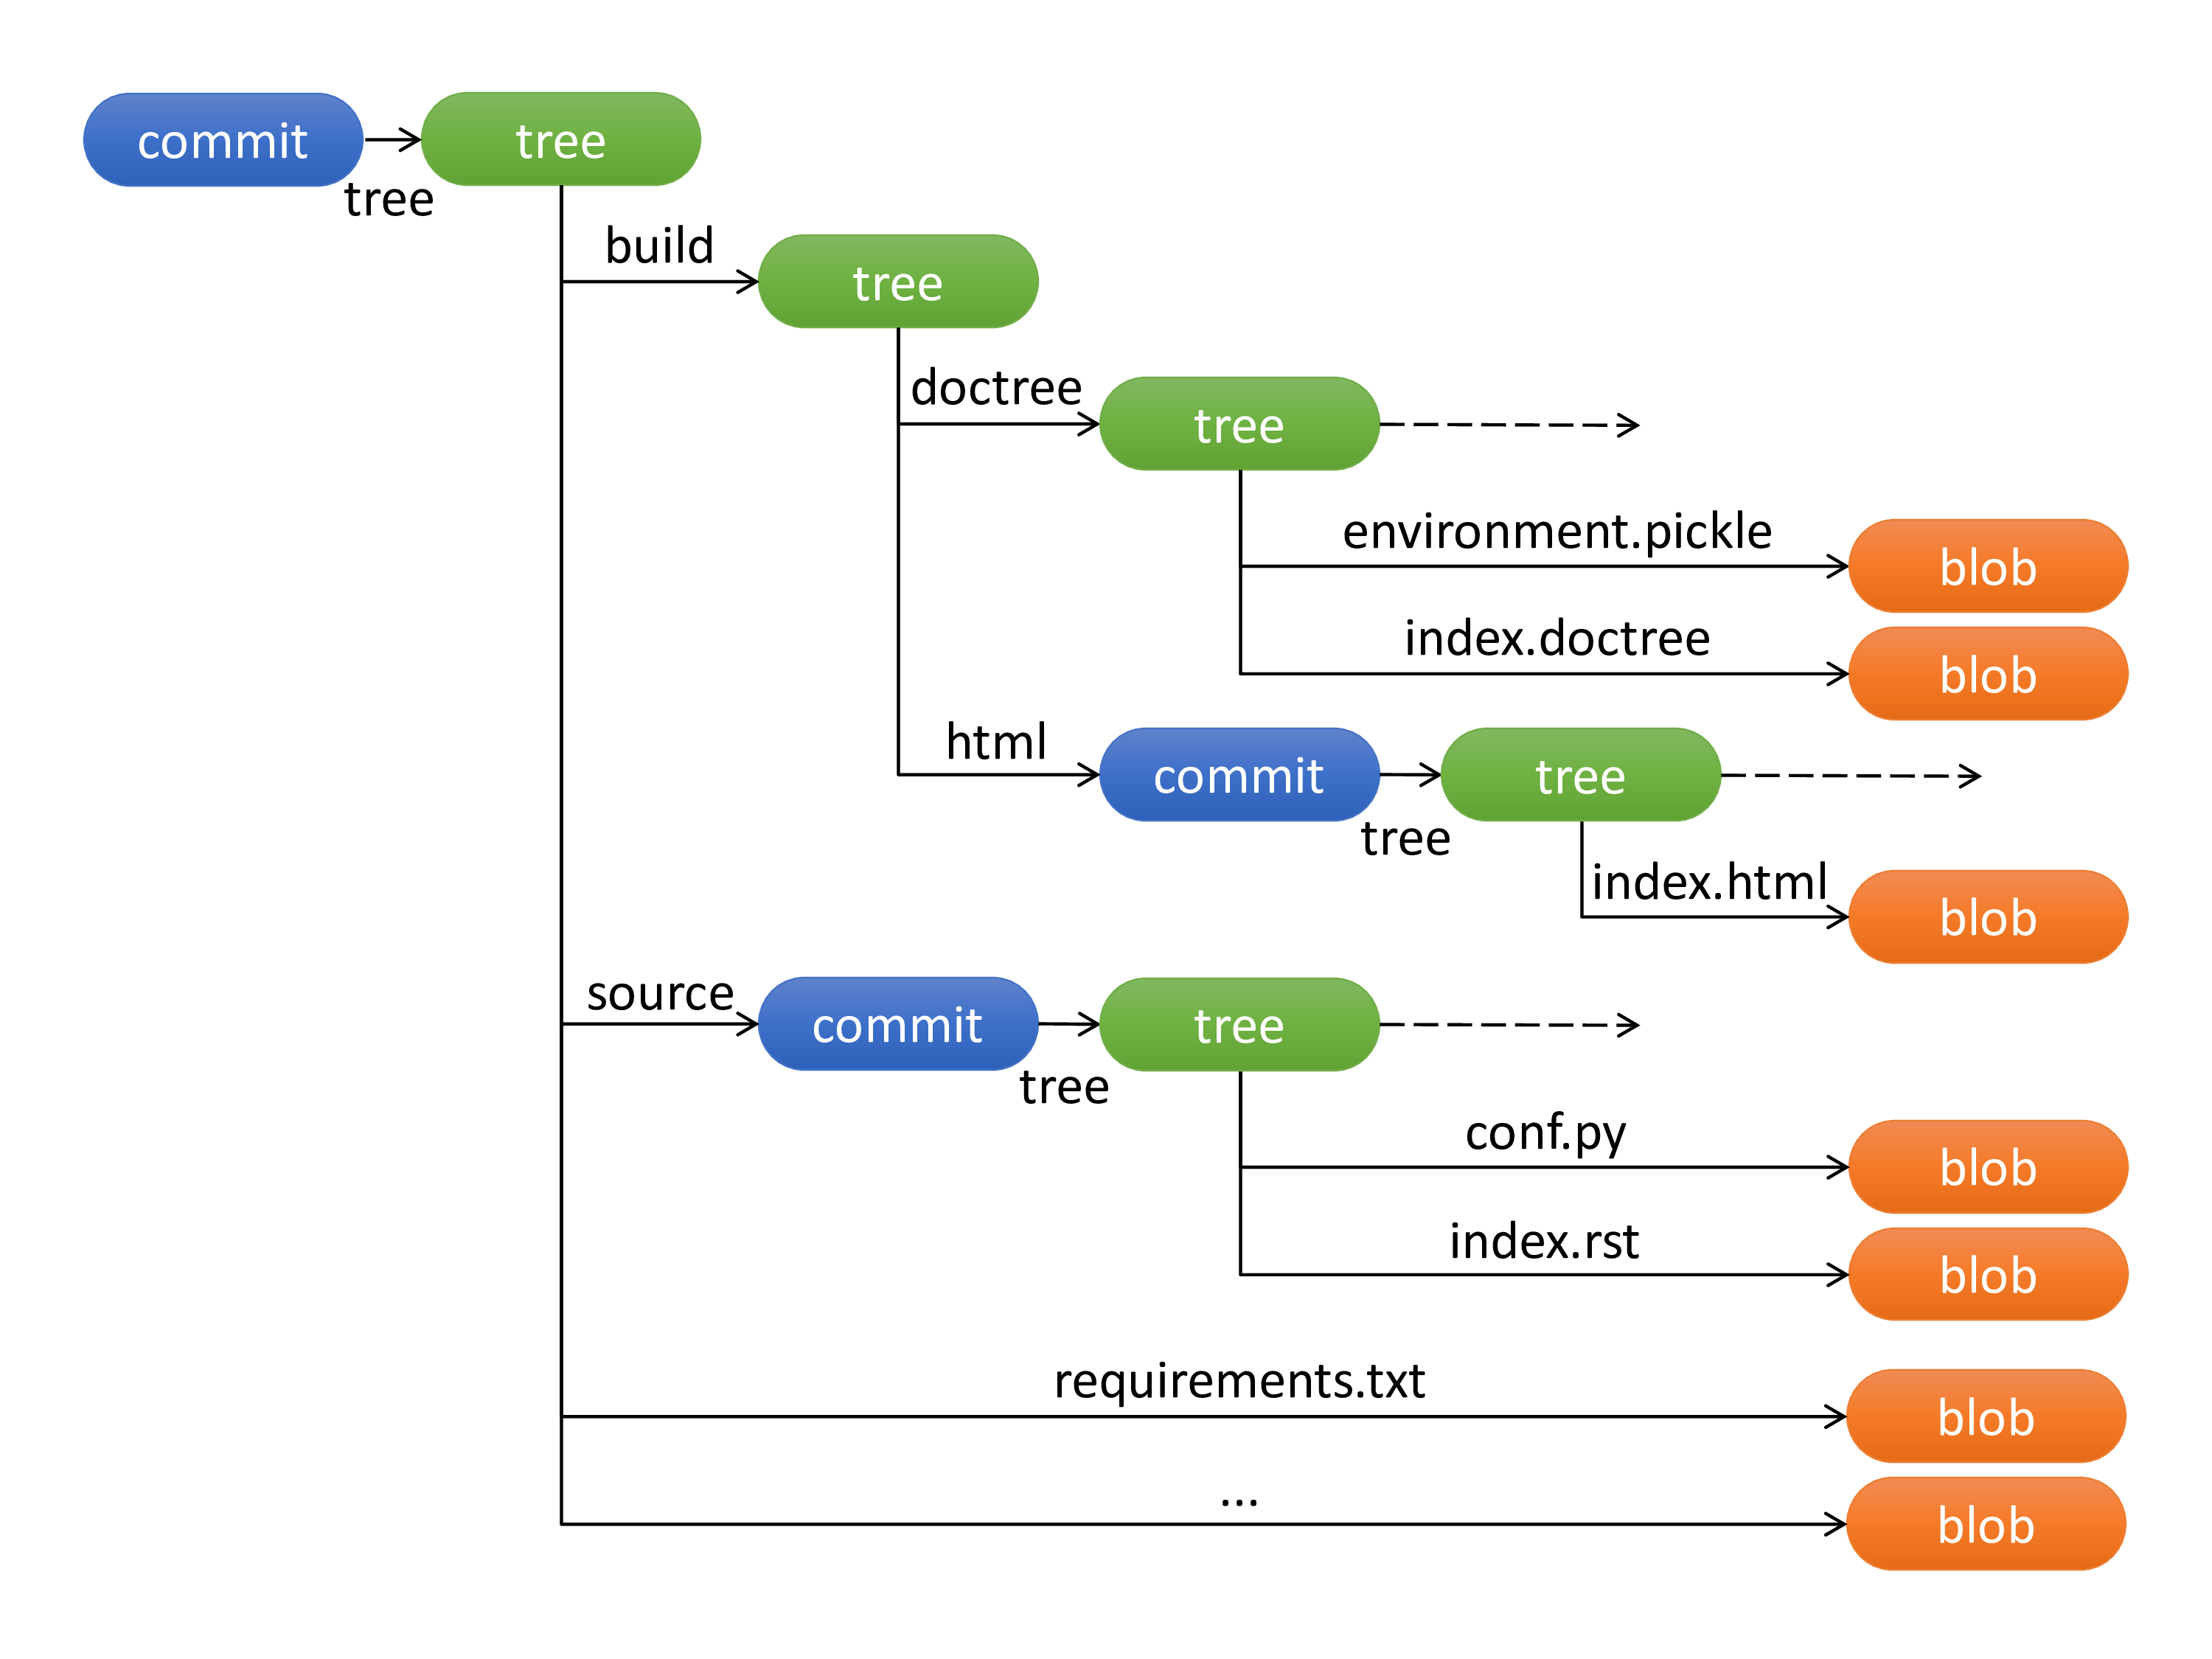 commit
tree
tree
build
tree
doctree
tree
environment.pickle
blob
index.doctree
blob
html
commit
tree
tree
index.html
blob
source
commit
tree
tree
conf.py
blob
index.rst
blob
requirements.txt
blob
...
blob